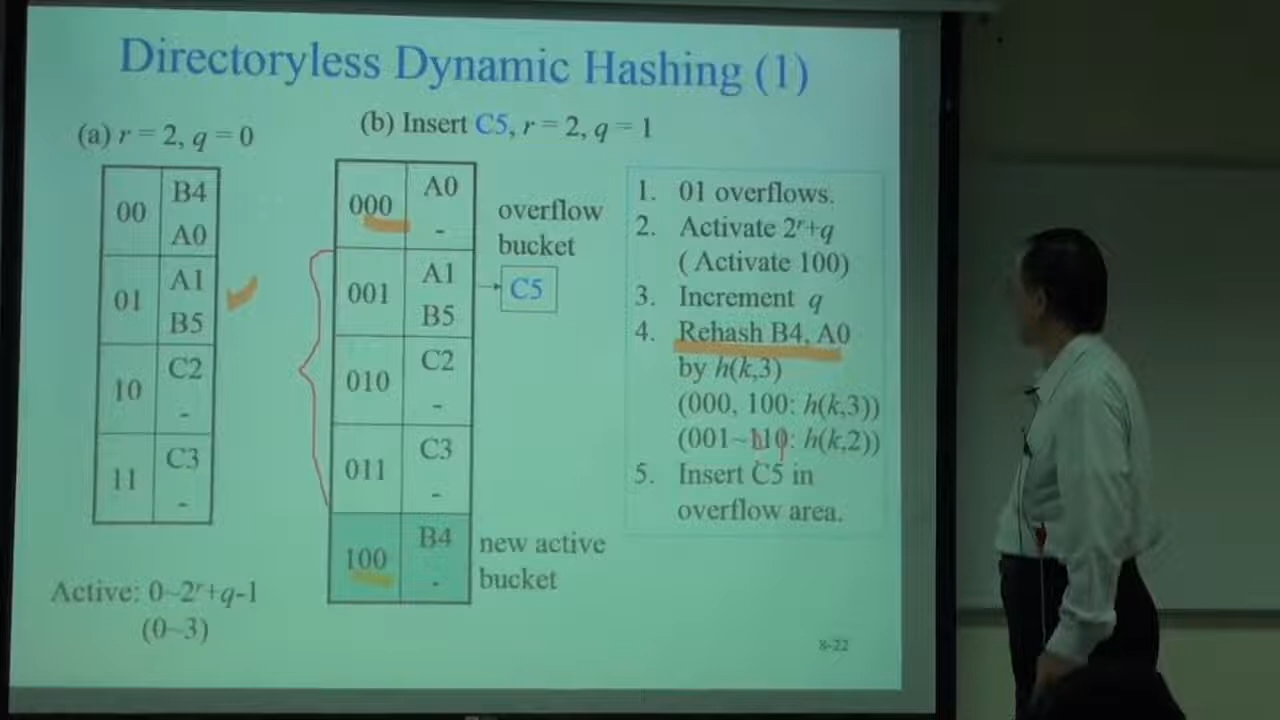 Directoryless Dynamic Hashing (1)
(a) r = 2, q = 0
00 B4
A0
01 A1
B5
10 C2
-
11 C3
-
Active: 0~2^r+q-1
(0~3)
(b) Insert C5, r = 2, q = 1
000 A0
-
001 A1
B5
010 C2
-
011 C3
-
100 B4
-
overflow
bucket
C5
new active
bucket
1. 01 overflows.
2. Activate 2^r+q
( Activate 100)
3. Increment q
4. Rehash B4, A0
by h(k,3)
(000, 100: h(k,3))
(001~110: h(k,2))
5. Insert C5 in
overflow area.
8-22